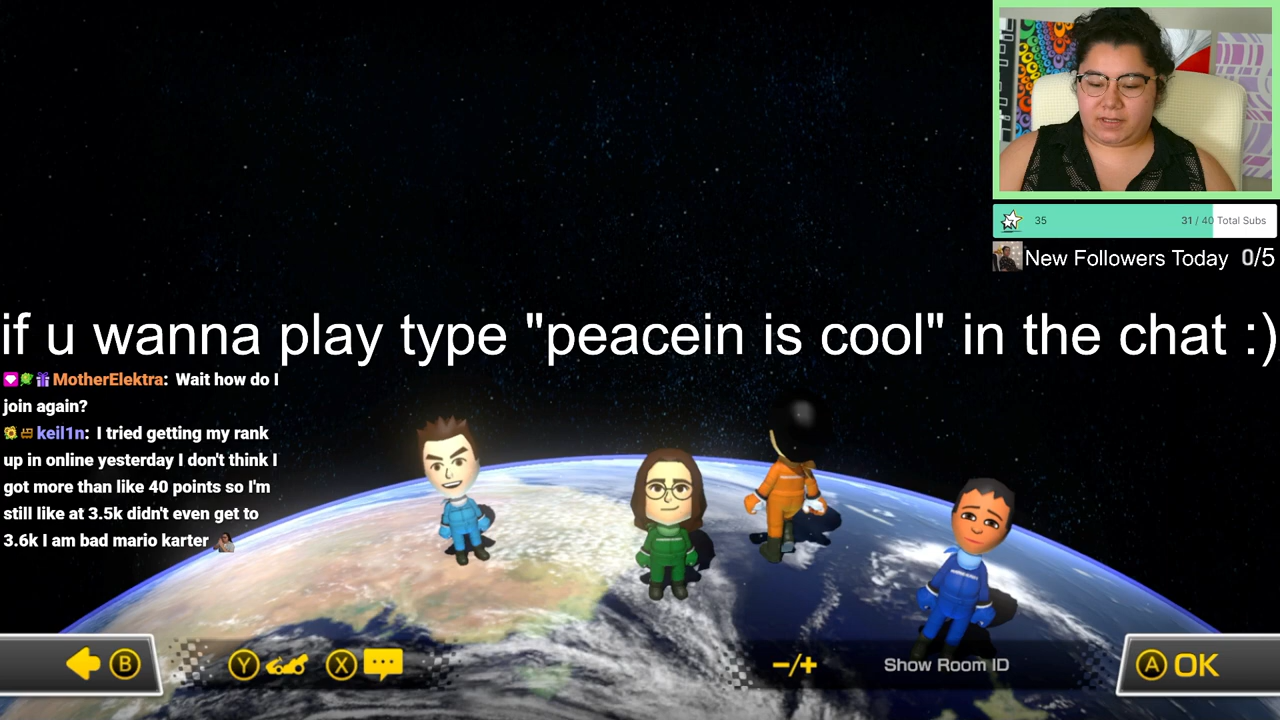 35 31 / 40 Total Subs
New Followers Today 0/5
if u wanna play type "peacein is cool" in the chat :)
MotherElektra: Wait how do I
join again?
keil1n: I tried getting my rank
up in online yesterday I don't think I
got more than like 40 points so I'm
still like at 3.5k didn't even get to
3.6k I am bad mario karter
B Y X −/+ Show Room ID A OK